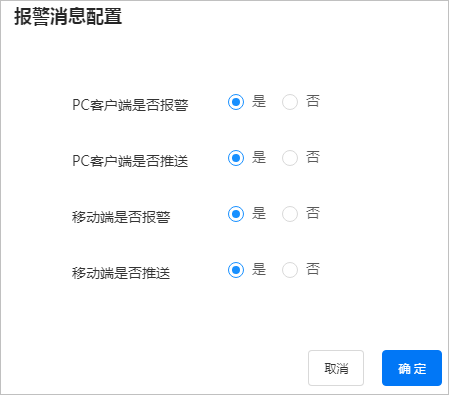 报警消息配置
PC客户端是否报警 是 否
PC客户端是否推送 是 否
移动端是否报警 是 否
移动端是否推送 是 否
取消 确定